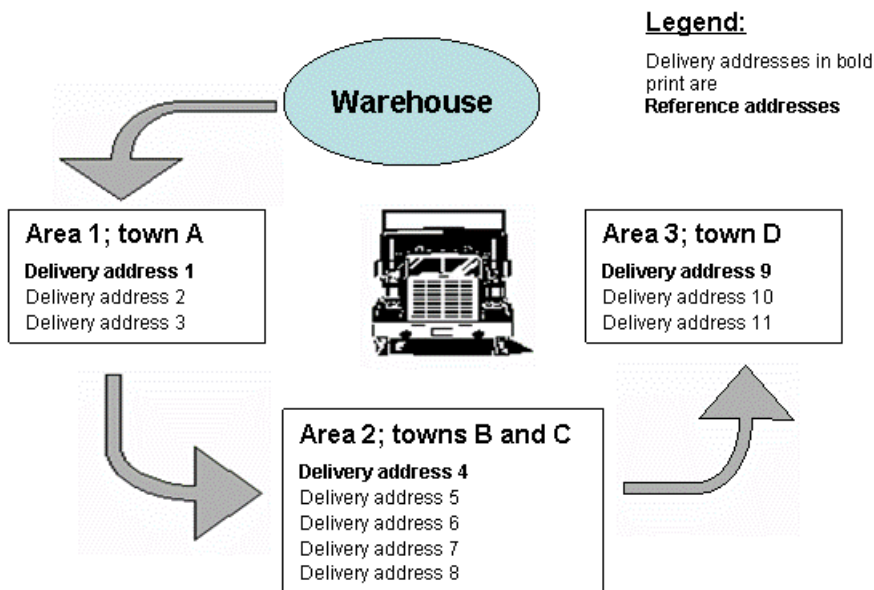 Legend:
Delivery addresses in bold
print are
Reference addresses
Warehouse
Area 1; town A
Delivery address 1
Delivery address 2
Delivery address 3
Area 3; town D
Delivery address 9
Delivery address 10
Delivery address 11
Area 2; towns B and C
Delivery address 4
Delivery address 5
Delivery address 6
Delivery address 7
Delivery address 8